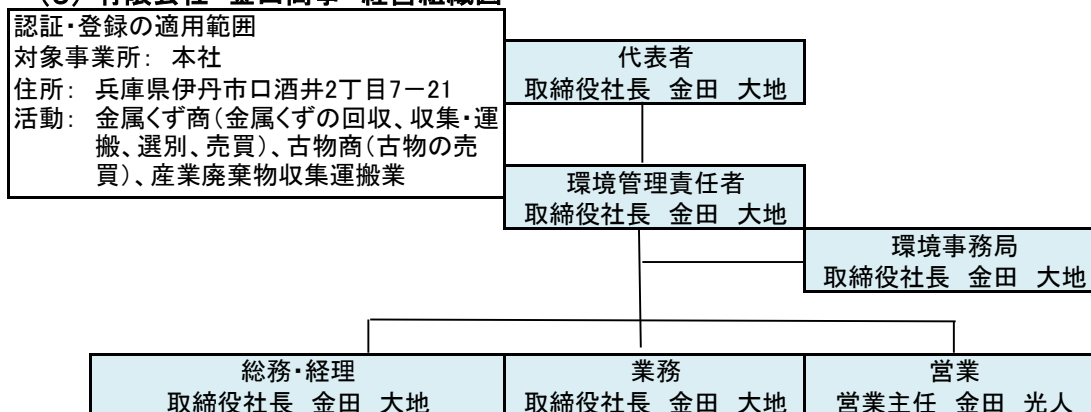 認証・登録の適用範囲
対象事業所： 本社
住所： 兵庫県伊丹市口酒井2丁目7－21
活動： 金属くず商（金属くずの回収、収集・運
搬、選別、売買）、古物商（古物の売
買）、産業廃棄物収集運搬業
代表者
取締役社長 金田 大地
環境管理責任者
取締役社長 金田 大地
環境事務局
取締役社長 金田 大地
総務・経理
取締役社長 金田 大地
業務
取締役社長 金田 大地
営業
営業主任 金田 光人